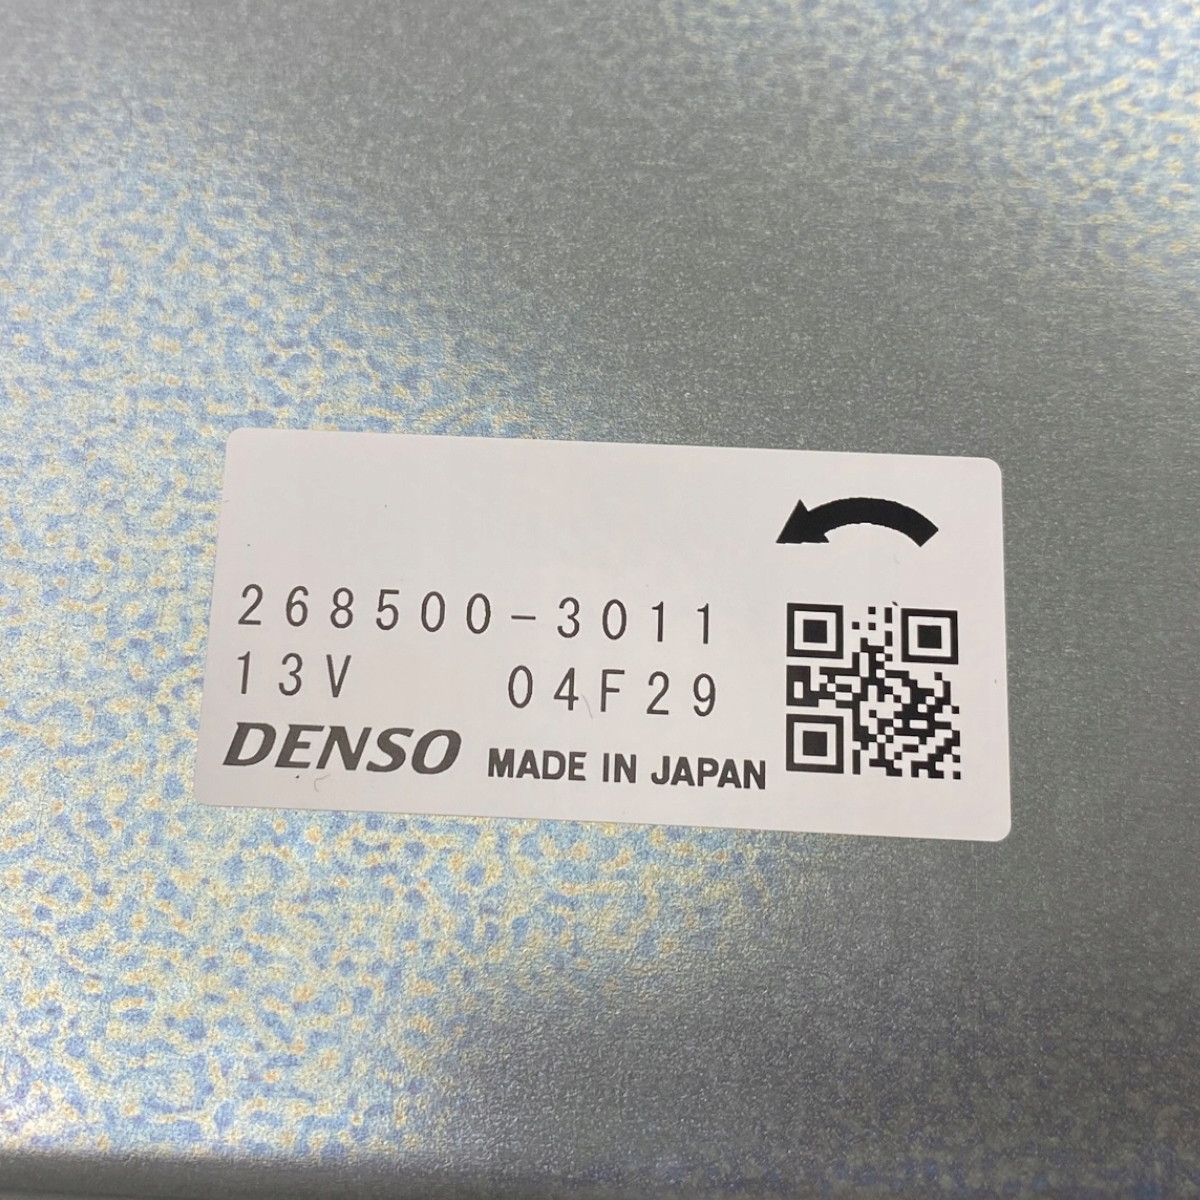 268500-3011
13V 04F29
DENSO MADE IN JAPAN